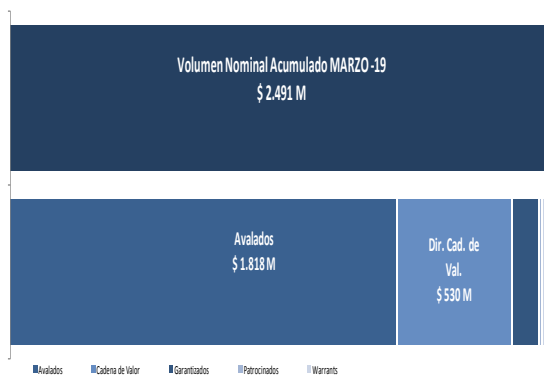 Volumen Nominal Acumulado MARZO -19
$ 2.491 M
Avalados
$ 1.818 M
Dir. Cad. de
Val.
$ 530 M
Avalados Cadena de Valor Garantizados Patrocinados Warrants